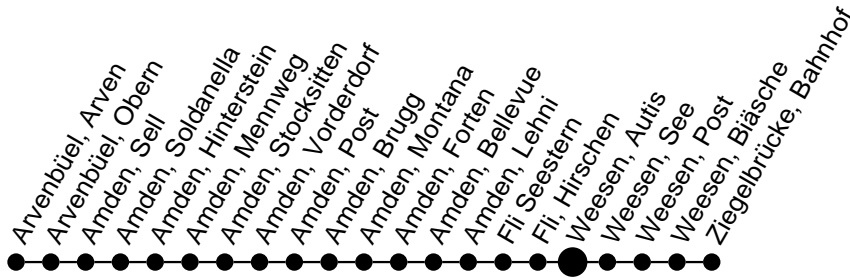 Arvenbüel, Arven
Arvenbüel, Obern
Amden, Sell
Amden, Soldanella
Amden, Hinterstein
Amden, Mennweg
Amden, Stocksitten
Amden, Vorderdorf
Amden, Post
Amden, Brugg
Amden, Montana
Amden, Forten
Amden, Bellevue
Amden, Lehni
Fli Seestern
Fli, Hirschen
Weesen, Autis
Weesen, See
Weesen, Post
Weesen, Biäsche
Ziegelbrücke, Bahnhof